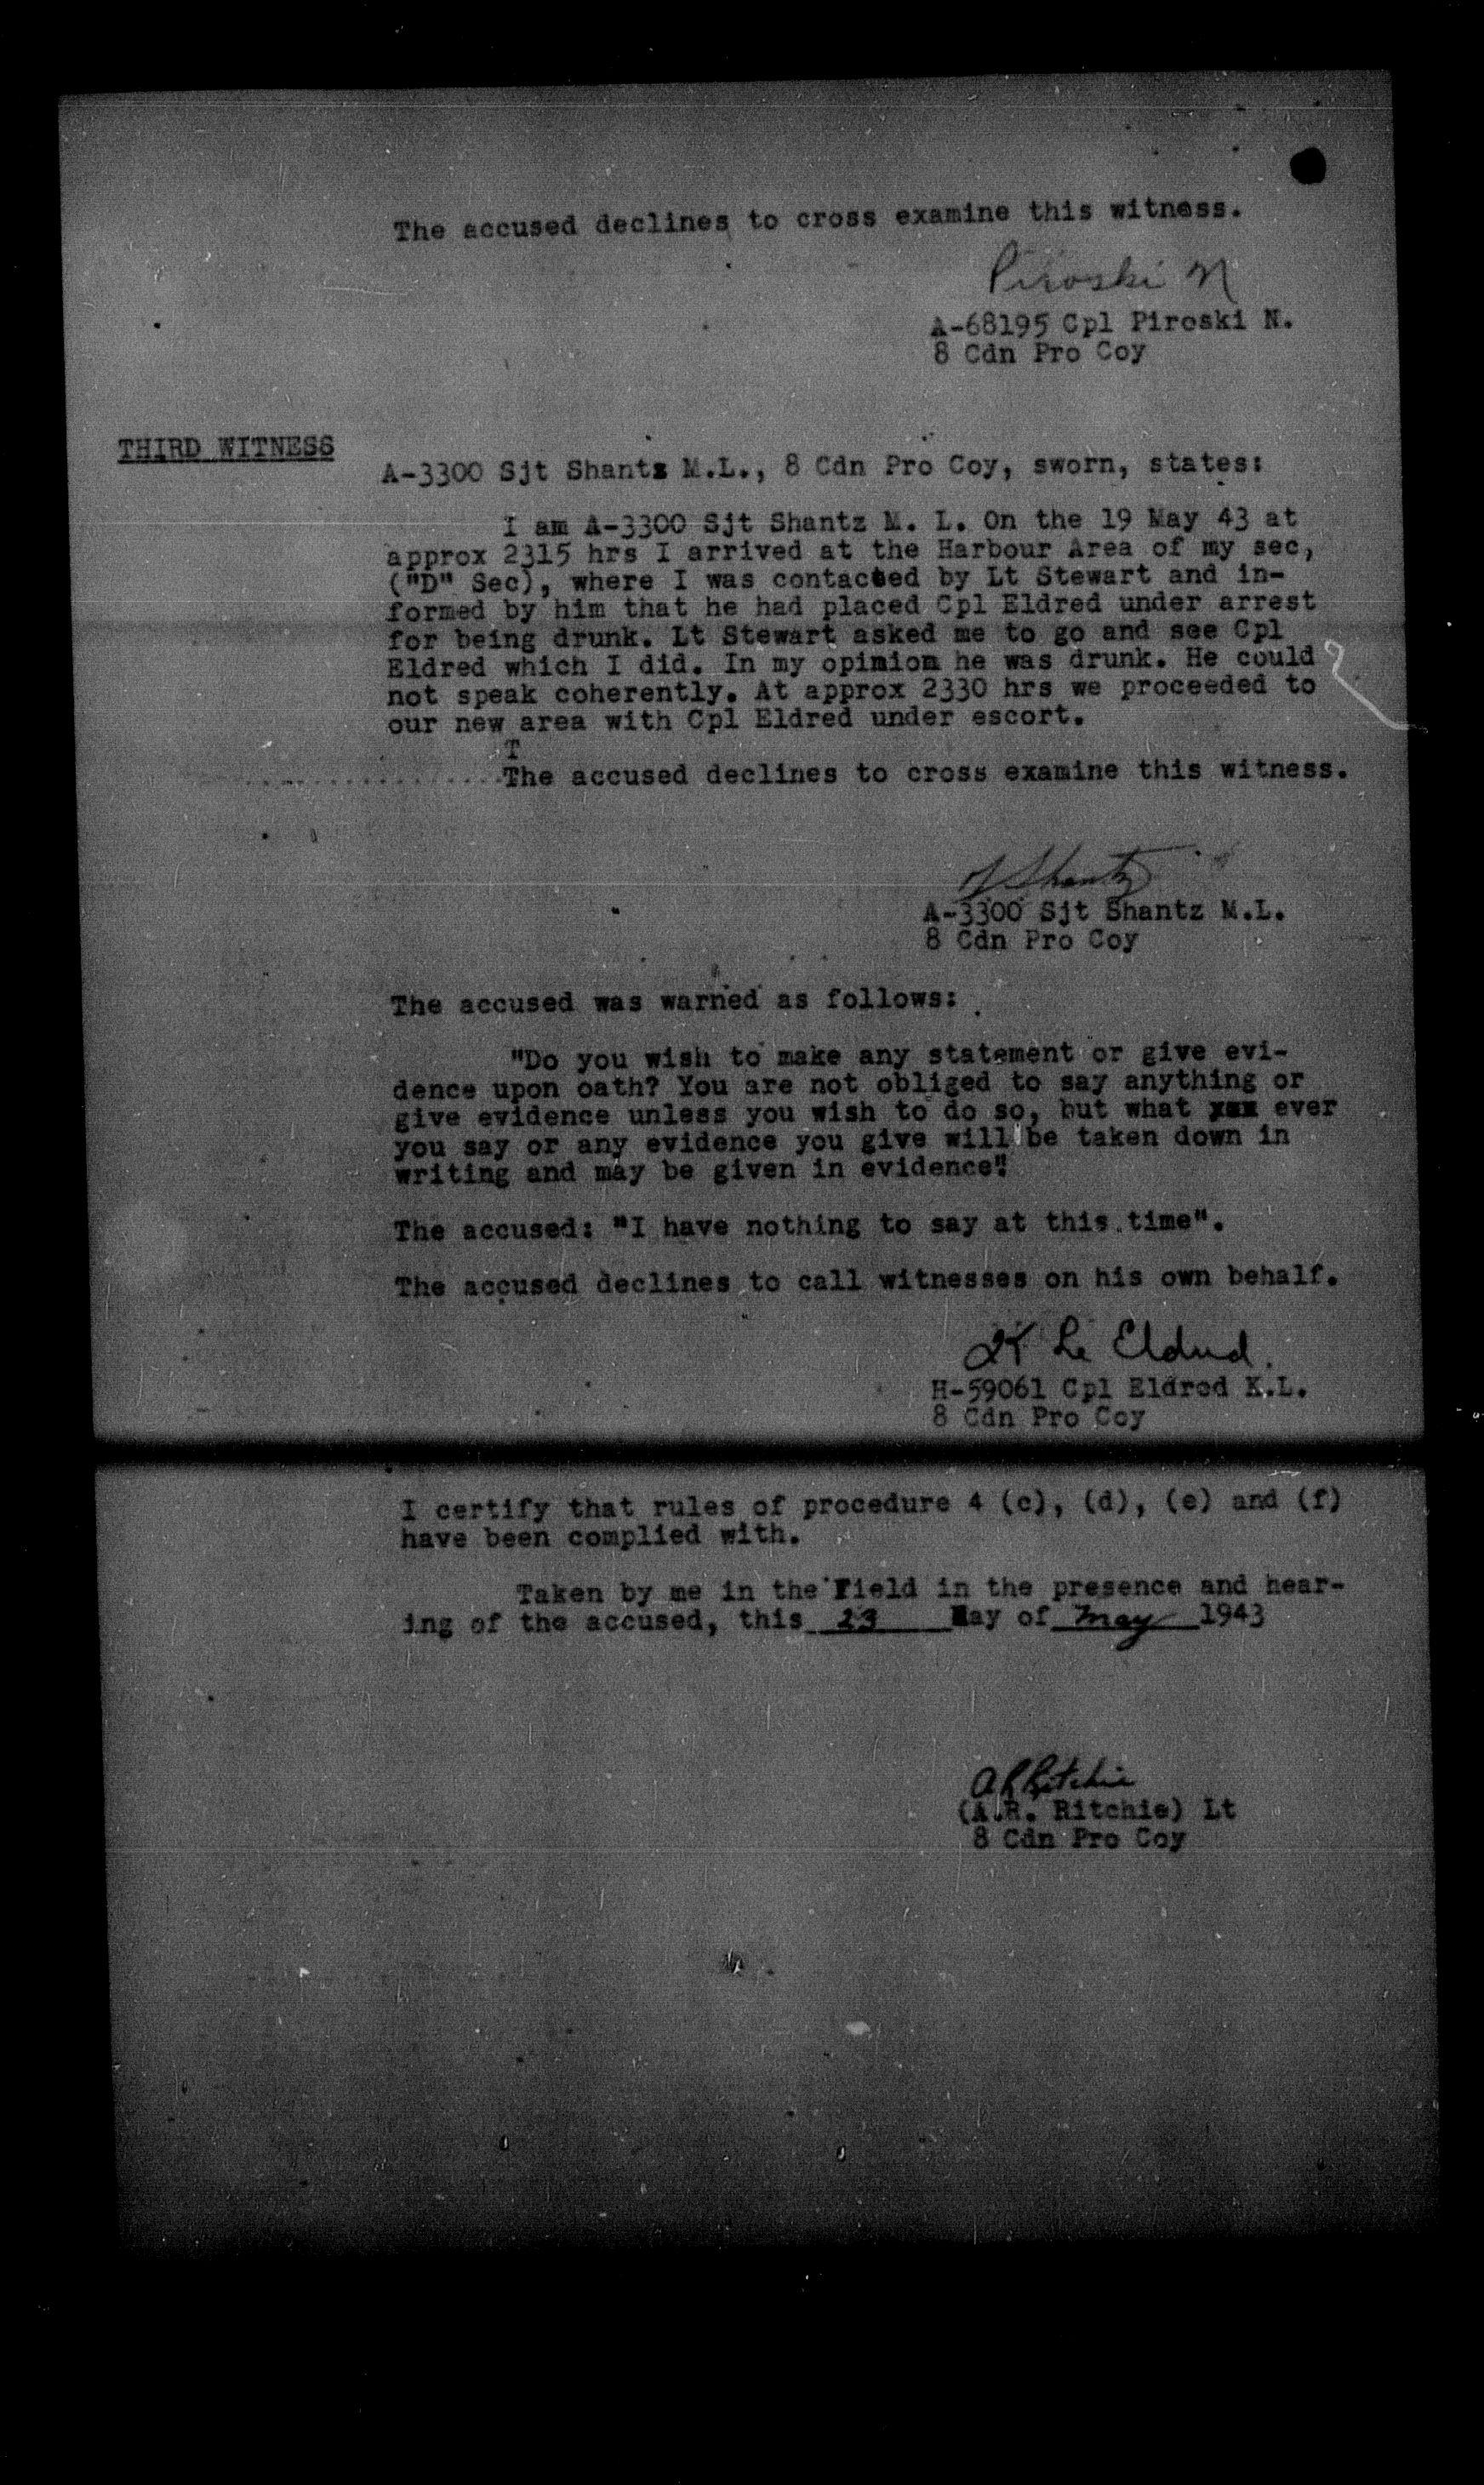 The accused declines to cross examine this witness.
Piroski N
A-68195 Cpl Piroski N.
8 Cdn Pro Coy
THIRD WITNESS
A-3300 Sjt Shantz M.L., 8 Cdn Pro Coy, sworn, states:
I am A-3300 Sjt Shantz M. L. On the 19 May 43 at
approx 2315 hrs I arrived at the Harbour Area of my sec,
("D" Sec), where I was contacted by Lt Stewart and in-
formed by him that he had placed Cpl Eldred under arrest
for being drunk. Lt Stewart asked me to go and see Cpl
Eldred which I did. In my opinion he was drunk. He could
not speak coherently. At approx 2330 hrs we proceeded to
our new area with Cpl Eldred under escort.
T
The accused declines to cross examine this witness.
Shantz
A-3300 Sjt Shantz M.L.
8 Cdn Pro Coy
The accused was warned as follows:
"Do you wish to make any statement or give evi-
dence upon oath? You are not obliged to say anything or
give evidence unless you wish to do so, but what xxx ever
you say or any evidence you give will be taken down in
writing and may be given in evidence".
The accused: "I have nothing to say at this time".
The accused declines to call witnesses on his own behalf.
Eldred.
H-59061 Cpl Eldred K.L.
8 Cdn Pro Coy
I certify that rules of procedure 4 (c), (d), (e) and (f)
have been complied with.
Taken by me in the Field in the presence and hear-
ing of the accused, this 23 Day of May 1943
A R Ritchie
(A.R. Ritchie) Lt
8 Cdn Pro Coy